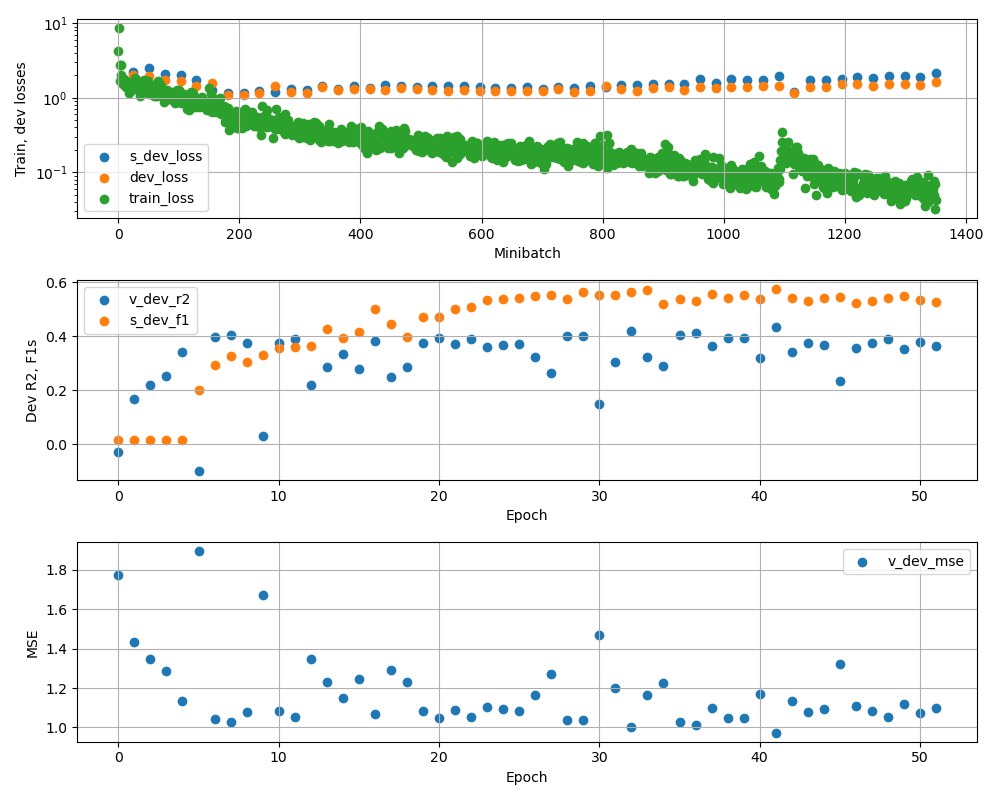 Train, dev losses
10¹
10⁰
10⁻¹
s_dev_loss
dev_loss
train_loss
0 200 400 600 800 1000 1200 1400
Minibatch
Dev R2, F1s
0.6
0.4
0.2
0.0
v_dev_r2
s_dev_f1
0 10 20 30 40 50
Epoch
MSE
1.8
1.6
1.4
1.2
1.0
v_dev_mse
0 10 20 30 40 50
Epoch